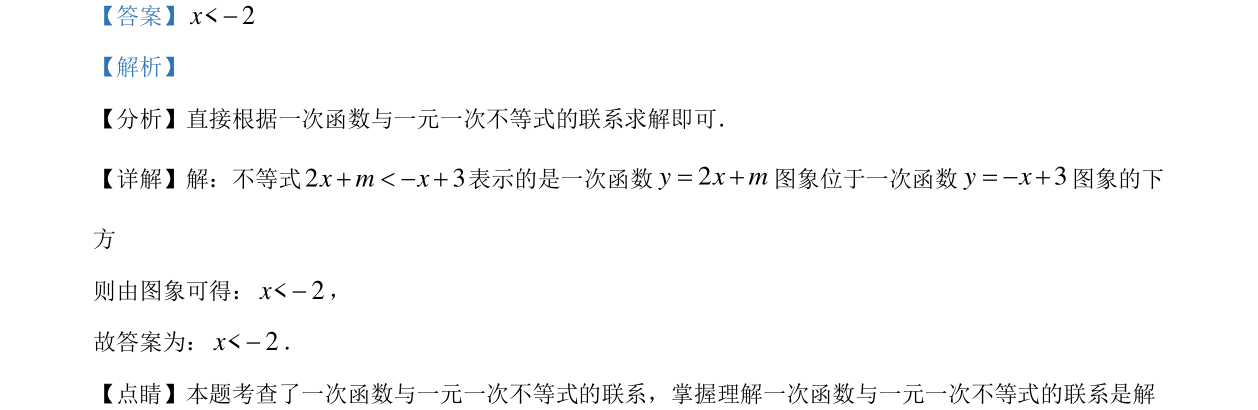 【答案】x<－2
【解析】
【分析】直接根据一次函数与一元一次不等式的联系求解即可．
【详解】解：不等式2x+m<−x+3表示的是一次函数y=2x+m图象位于一次函数y=−x+3图象的下
方
则由图象可得：x<－2，
故答案为：x<－2．
【点睛】本题考查了一次函数与一元一次不等式的联系，掌握理解一次函数与一元一次不等式的联系是解